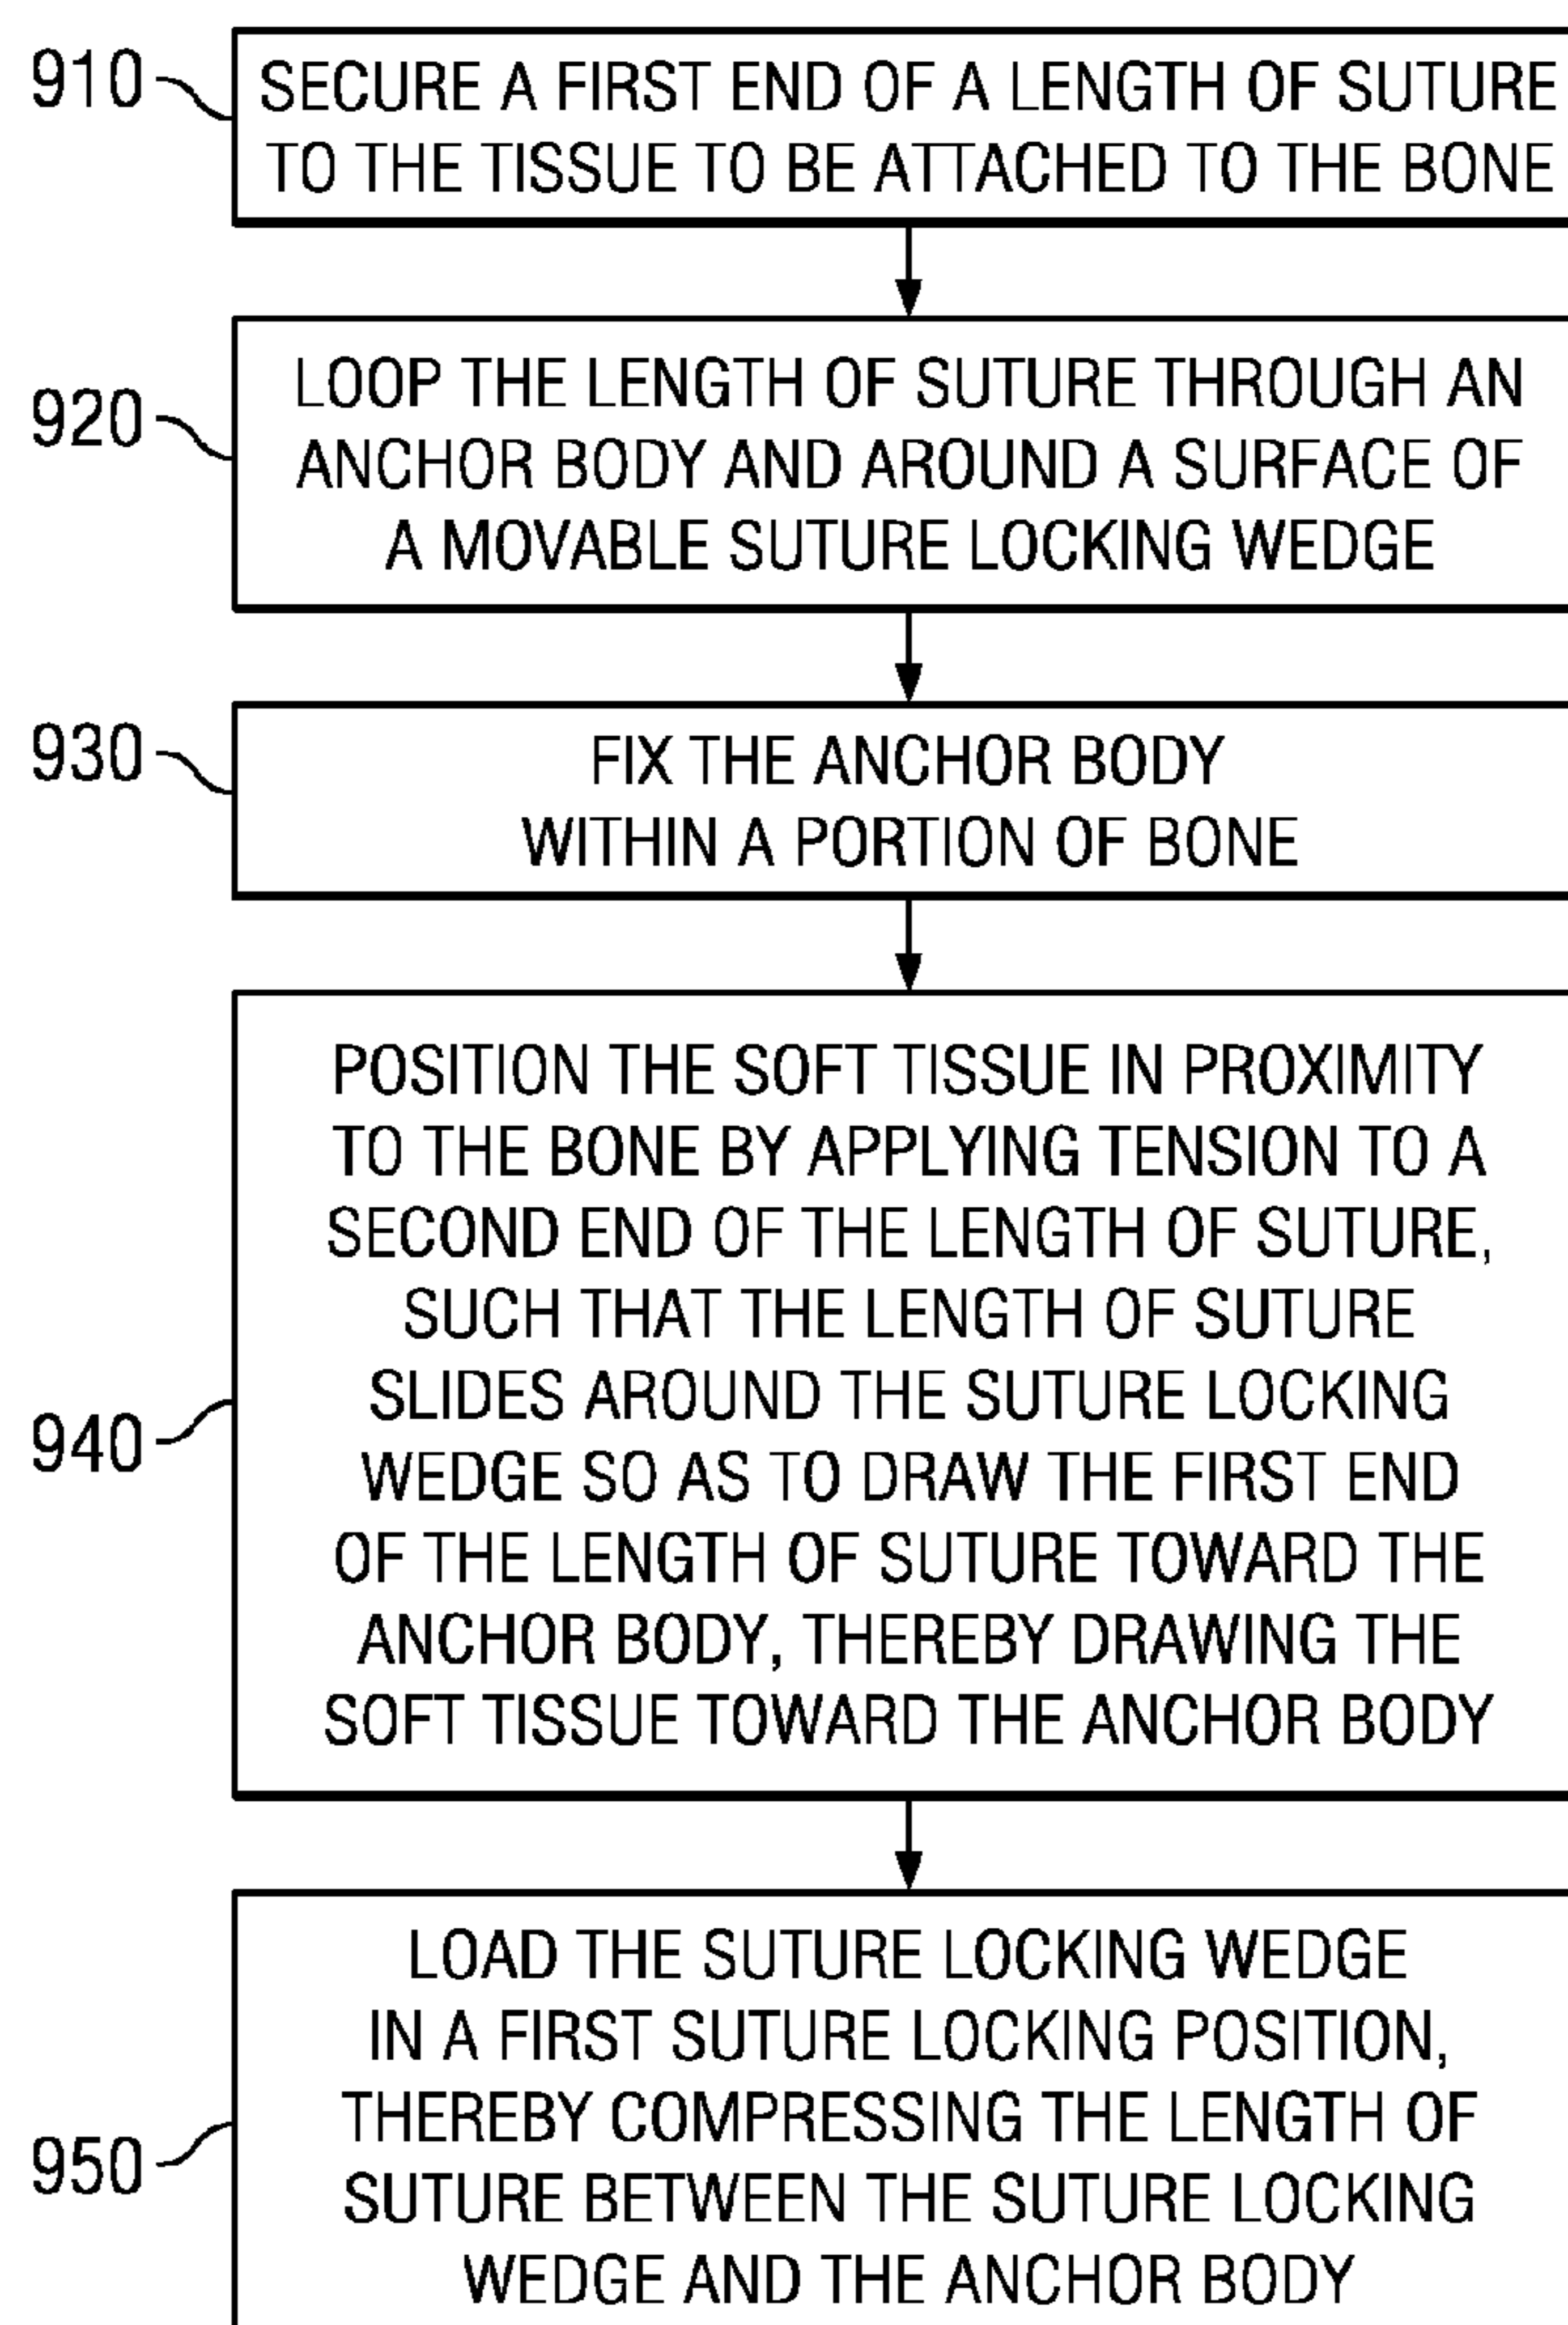 910
SECURE A FIRST END OF A LENGTH OF SUTURE
TO THE TISSUE TO BE ATTACHED TO THE BONE
920
LOOP THE LENGTH OF SUTURE THROUGH AN
ANCHOR BODY AND AROUND A SURFACE OF
A MOVABLE SUTURE LOCKING WEDGE
930
FIX THE ANCHOR BODY
WITHIN A PORTION OF BONE
940
POSITION THE SOFT TISSUE IN PROXIMITY
TO THE BONE BY APPLYING TENSION TO A
SECOND END OF THE LENGTH OF SUTURE,
SUCH THAT THE LENGTH OF SUTURE
SLIDES AROUND THE SUTURE LOCKING
WEDGE SO AS TO DRAW THE FIRST END
OF THE LENGTH OF SUTURE TOWARD THE
ANCHOR BODY, THEREBY DRAWING THE
SOFT TISSUE TOWARD THE ANCHOR BODY
950
LOAD THE SUTURE LOCKING WEDGE
IN A FIRST SUTURE LOCKING POSITION,
THEREBY COMPRESSING THE LENGTH OF
SUTURE BETWEEN THE SUTURE LOCKING
WEDGE AND THE ANCHOR BODY